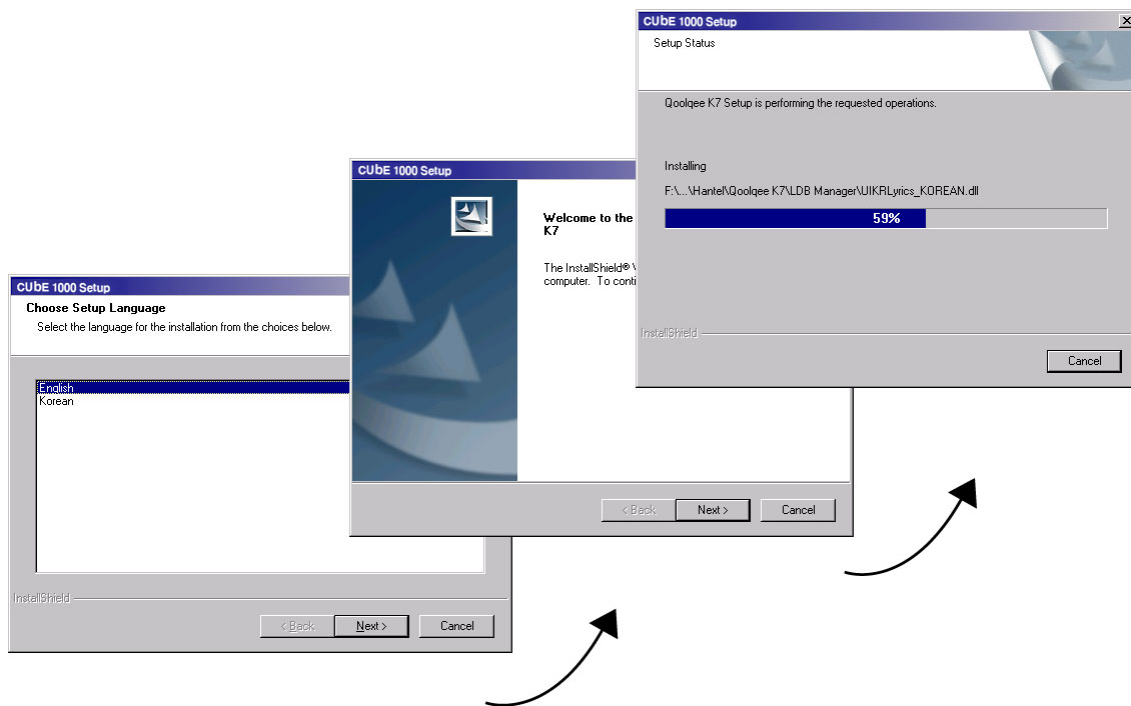 CUbE 1000 Setup
Choose Setup Language
Select the language for the installation from the choices below.
English
Korean
InstallShield
< Back
Next >
Cancel
CUbE 1000 Setup
Welcome to the
K7
The InstallShield®
computer. To conti
< Back
Next >
Cancel
CUbE 1000 Setup
Setup Status
Qoolqee K7 Setup is performing the requested operations.
Installing
F:\...\Hantel\Qoolqee K7\LDB Manager\UIKRLyrics_KOREAN.dll
59%
InstallShield
Cancel